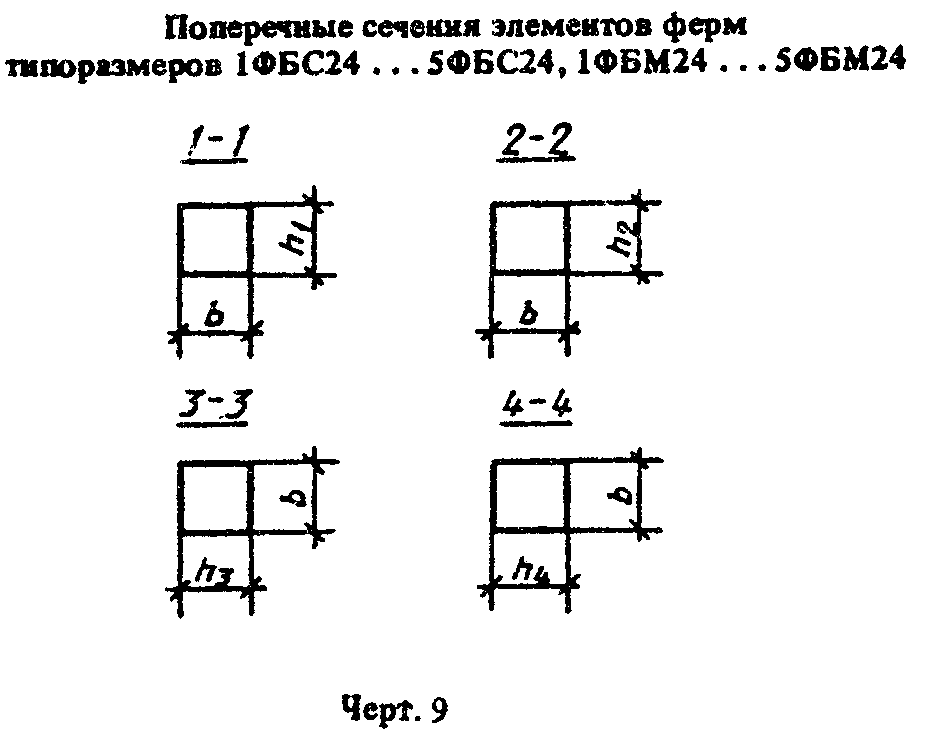 Поперечные сечения элементов ферм
типоразмеров 1ФБС24 ... 5ФБС24, 1ФБМ24 ... 5ФБМ24
1-1
2-2
h1
h2
b
b
3-3
4-4
b
b
h3
h4
Черт. 9